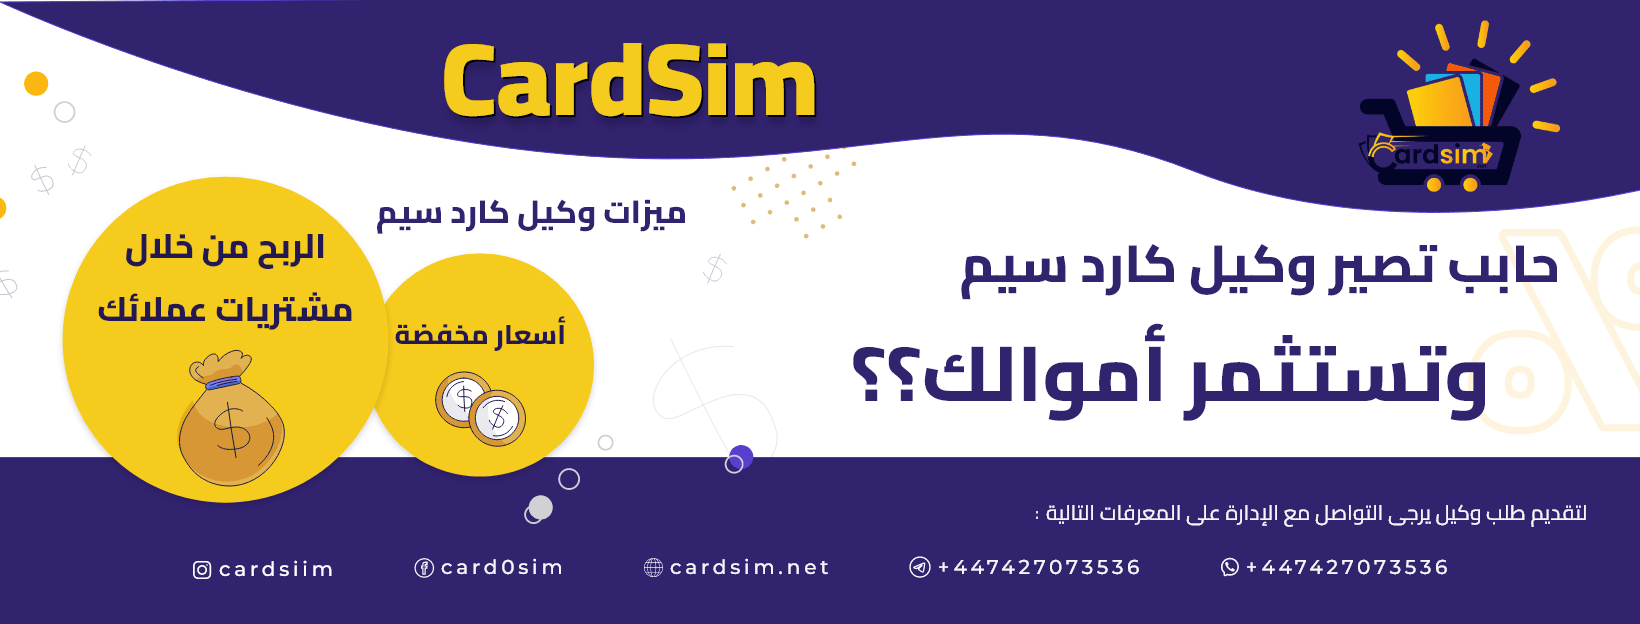 CardSim
Cardsim
حابب تصير وكيل كارد سيم
وتستثمر أموالك؟؟
ميزات وكيل كارد سيم
أسعار مخفضة
الربح من خلال
مشتريات عملائك
لتقديم طلب وكيل يرجى التواصل مع الإدارة على المعرفات التالية :
cardsiim
card0sim
cardsim.net
+447427073536
+447427073536